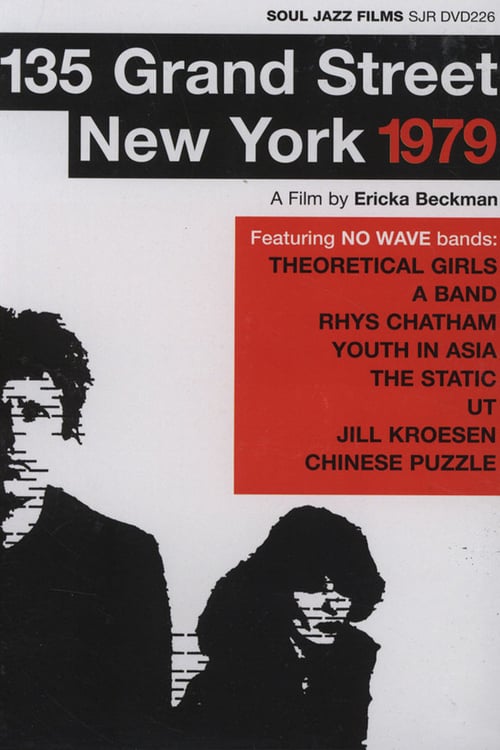 SOUL JAZZ FILMS SJR DVD226
135 Grand Street
New York 1979
A Film by Ericka Beckman
Featuring NO WAVE bands:
THEORETICAL GIRLS
A BAND
RHYS CHATHAM
YOUTH IN ASIA
THE STATIC
UT
JILL KROESEN
CHINESE PUZZLE